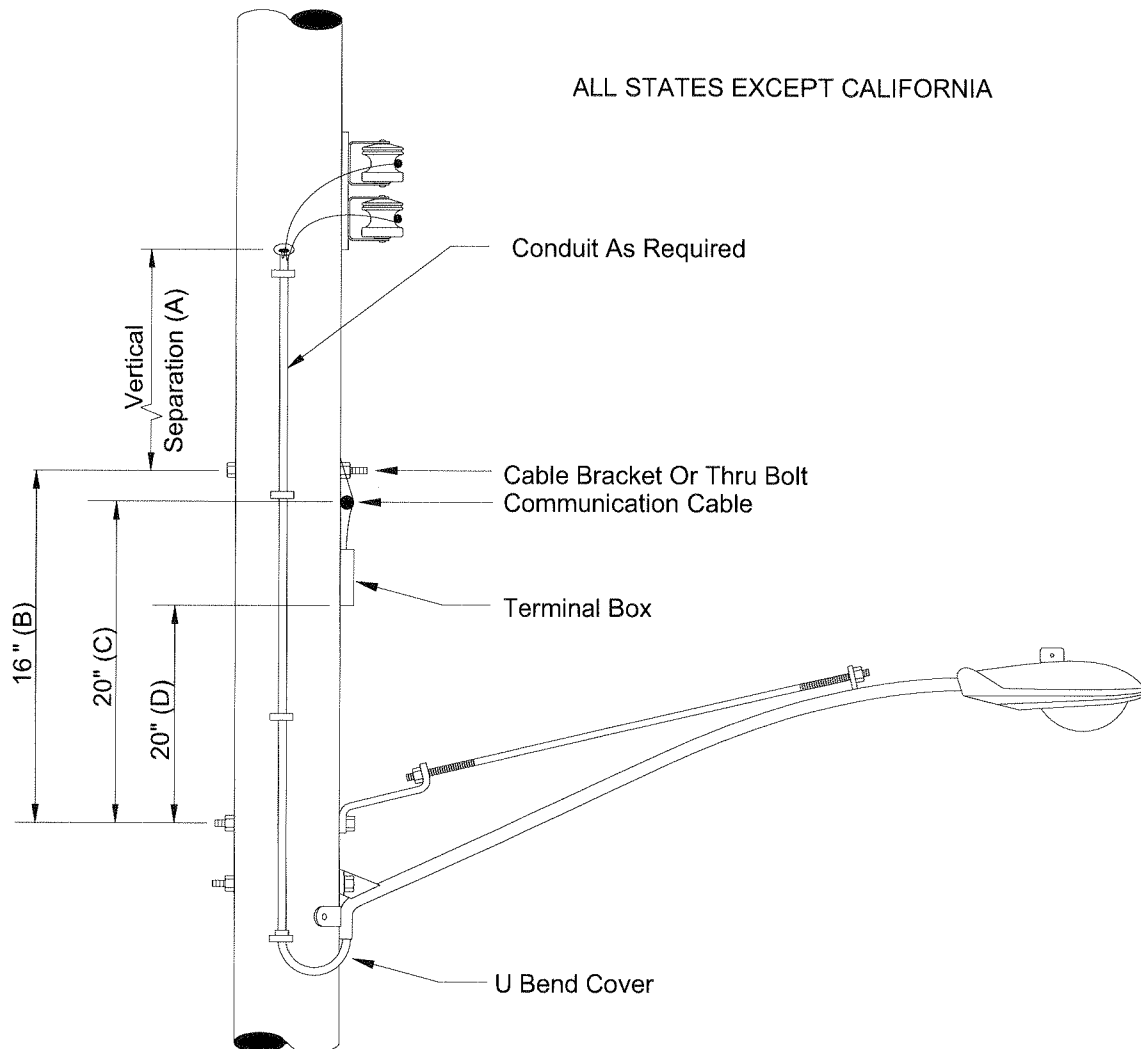 ALL STATES EXCEPT CALIFORNIA
Conduit As Required
Vertical
Separation (A)
Cable Bracket Or Thru Bolt
Communication Cable
Terminal Box
16" (B)
20" (C)
20" (D)
U Bend Cover